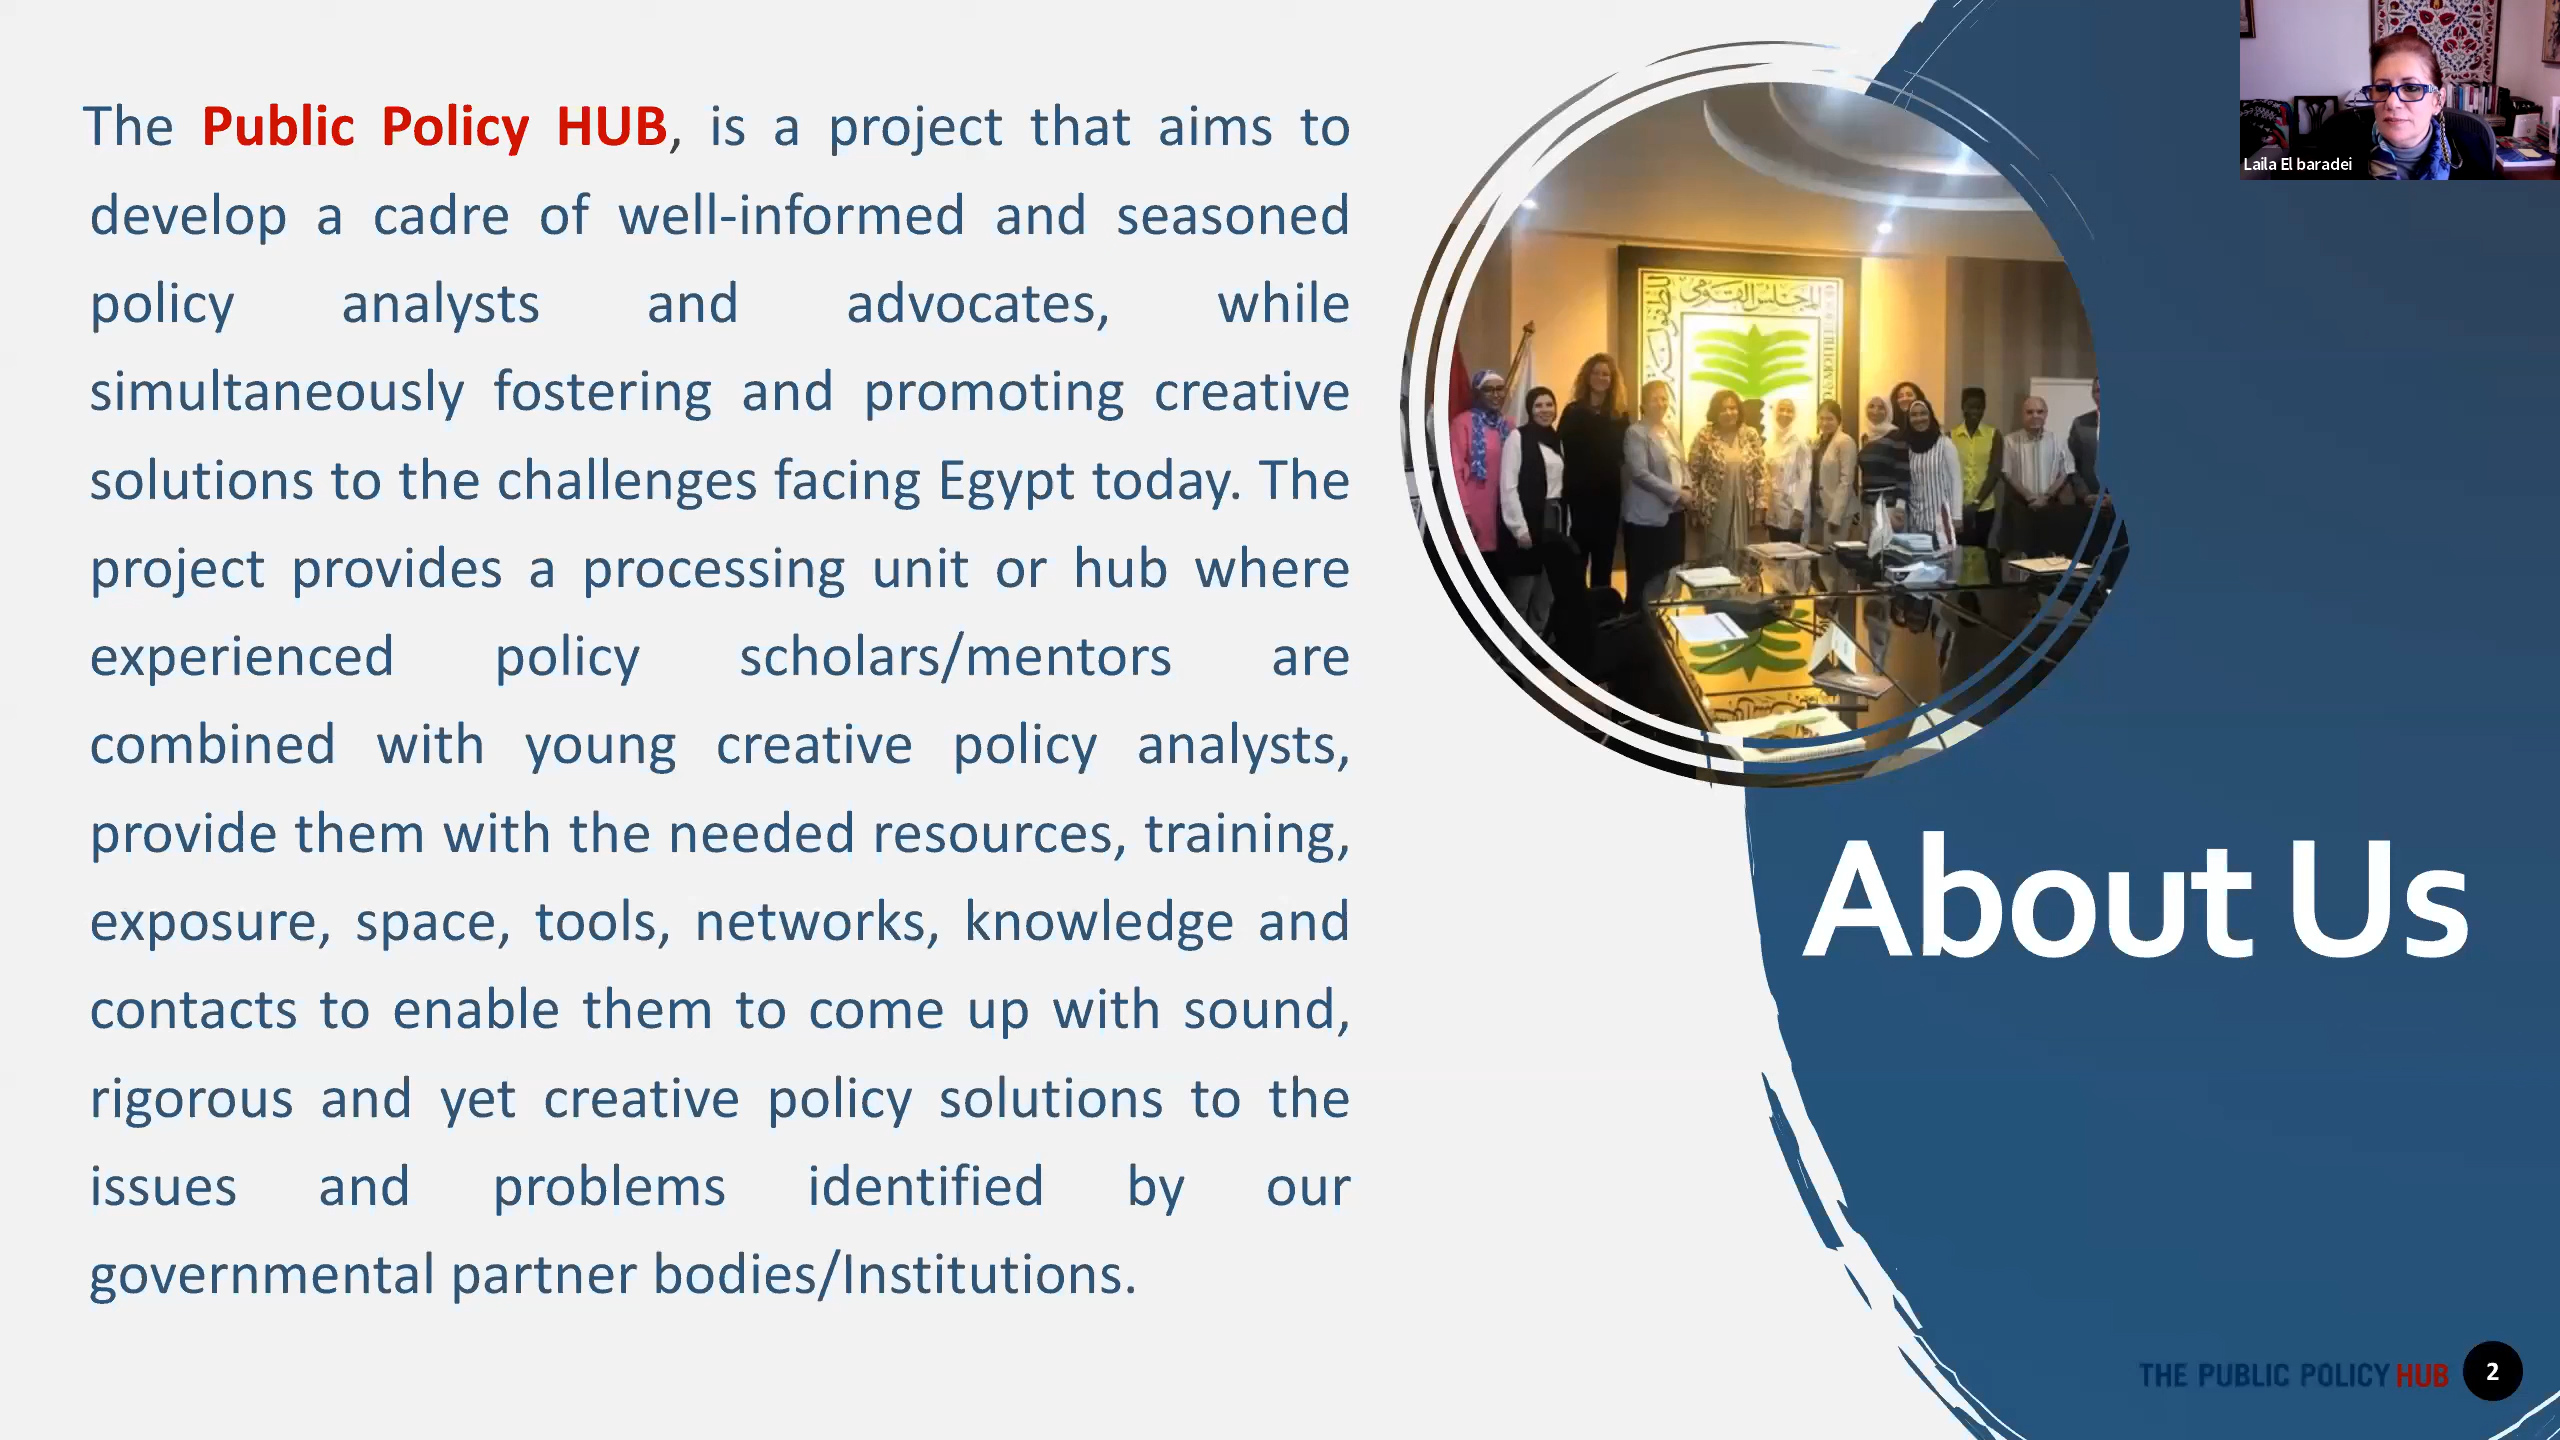 The Public Policy HUB, is a project that aims to
develop a cadre of well-informed and seasoned
policy analysts and advocates, while
simultaneously fostering and promoting creative
solutions to the challenges facing Egypt today. The
project provides a processing unit or hub where
experienced policy scholars/mentors are
combined with young creative policy analysts,
provide them with the needed resources, training,
exposure, space, tools, networks, knowledge and
contacts to enable them to come up with sound,
rigorous and yet creative policy solutions to the
issues and problems identified by our
governmental partner bodies/Institutions.
Laila El baradei
المجلس القومي
About Us
THE PUBLIC POLICY HUB
2